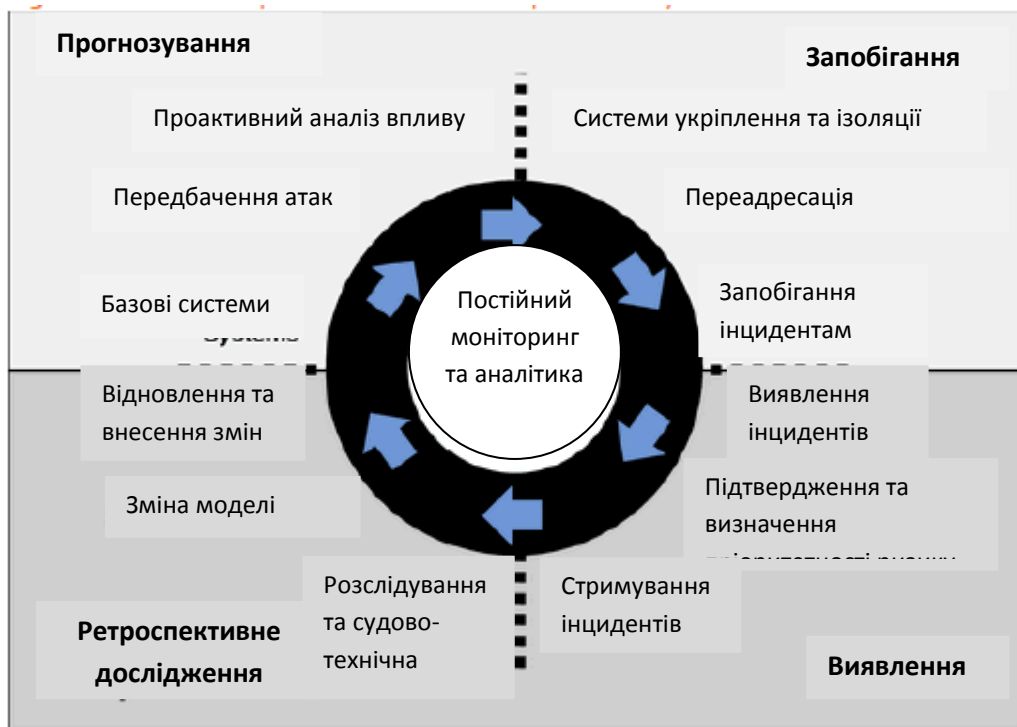 Прогнозування
Запобігання
Проактивний аналіз впливу
Системи укріплення та ізоляції
Передбачення атак
Переадресація
Базові системи
Запобігання
інцидентам
Постійний
моніторинг
та аналітика
Відновлення та
внесення змін
Виявлення
інцидентів
Зміна моделі
Підтвердження та
визначення
Розслідування
та судово-
технічна
Стримування
інцидентів
Ретроспективне
дослідження
Виявлення